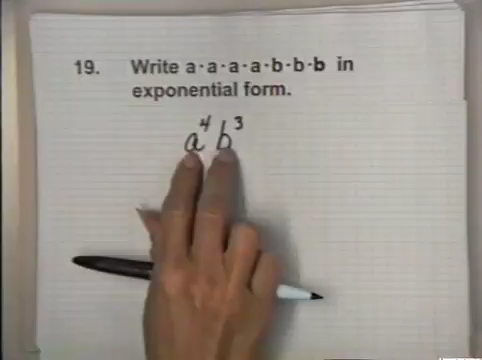 19. Write a·a·a·a·b·b·b in
exponential form.
a⁴b³